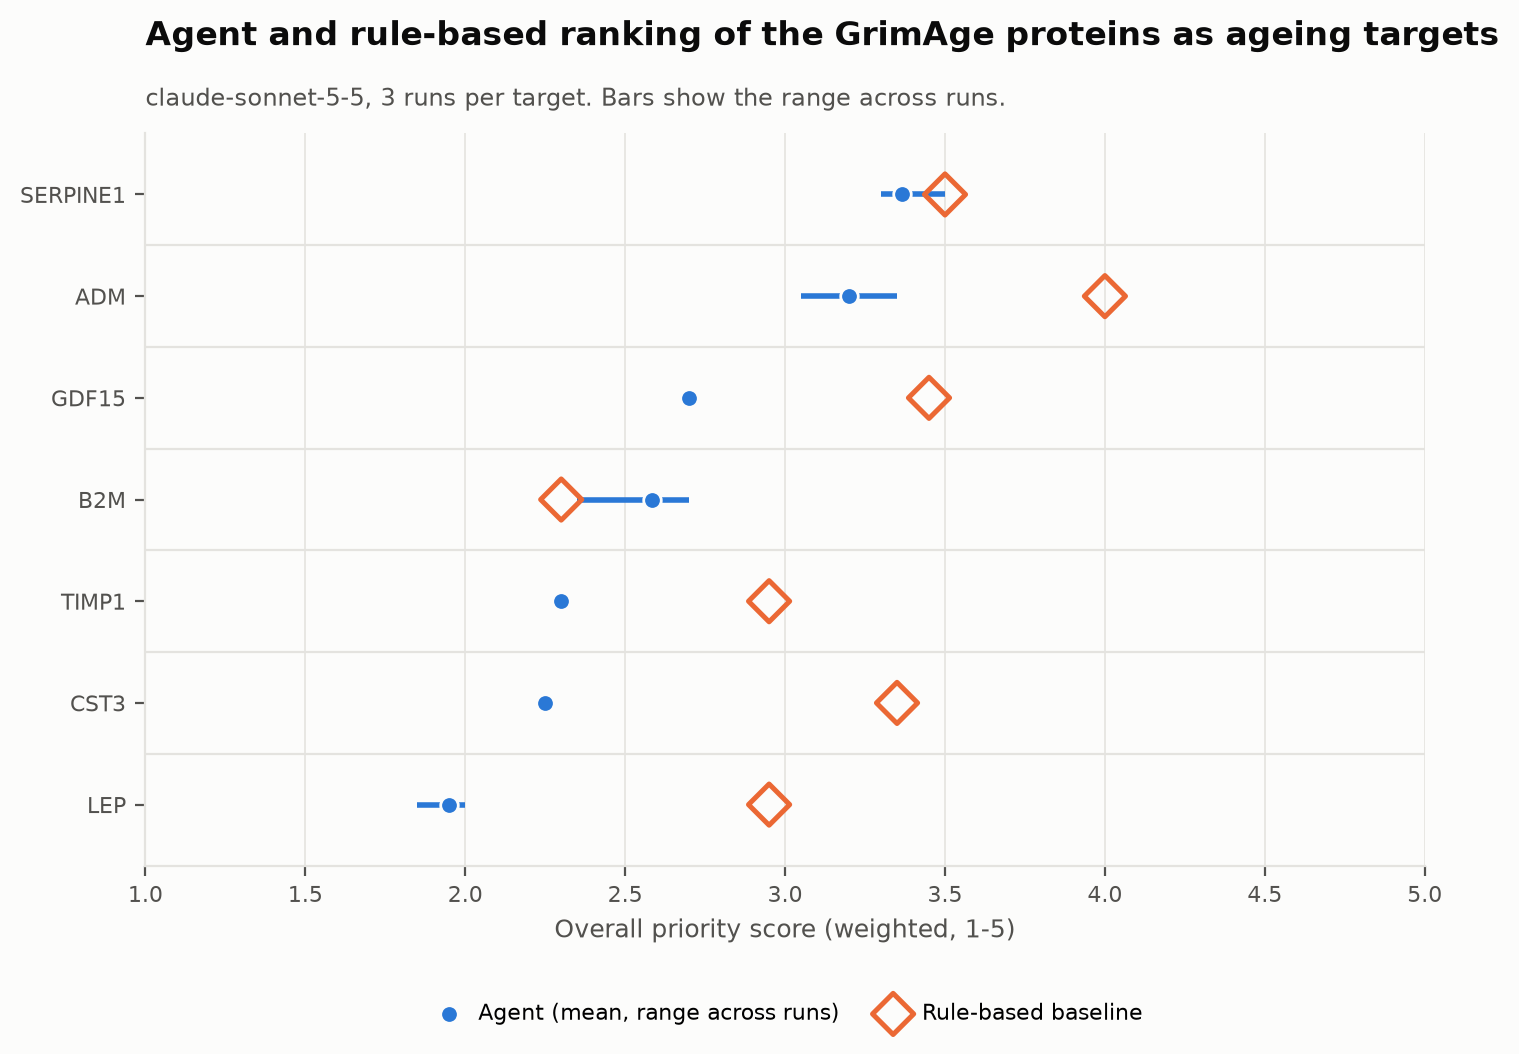 Agent and rule-based ranking of the GrimAge proteins as ageing targets
claude-sonnet-5-5, 3 runs per target. Bars show the range across runs.
SERPINE1
ADM
GDF15
B2M
TIMP1
CST3
LEP
1.0 1.5 2.0 2.5 3.0 3.5 4.0 4.5 5.0
Overall priority score (weighted, 1-5)
Agent (mean, range across runs) Rule-based baseline